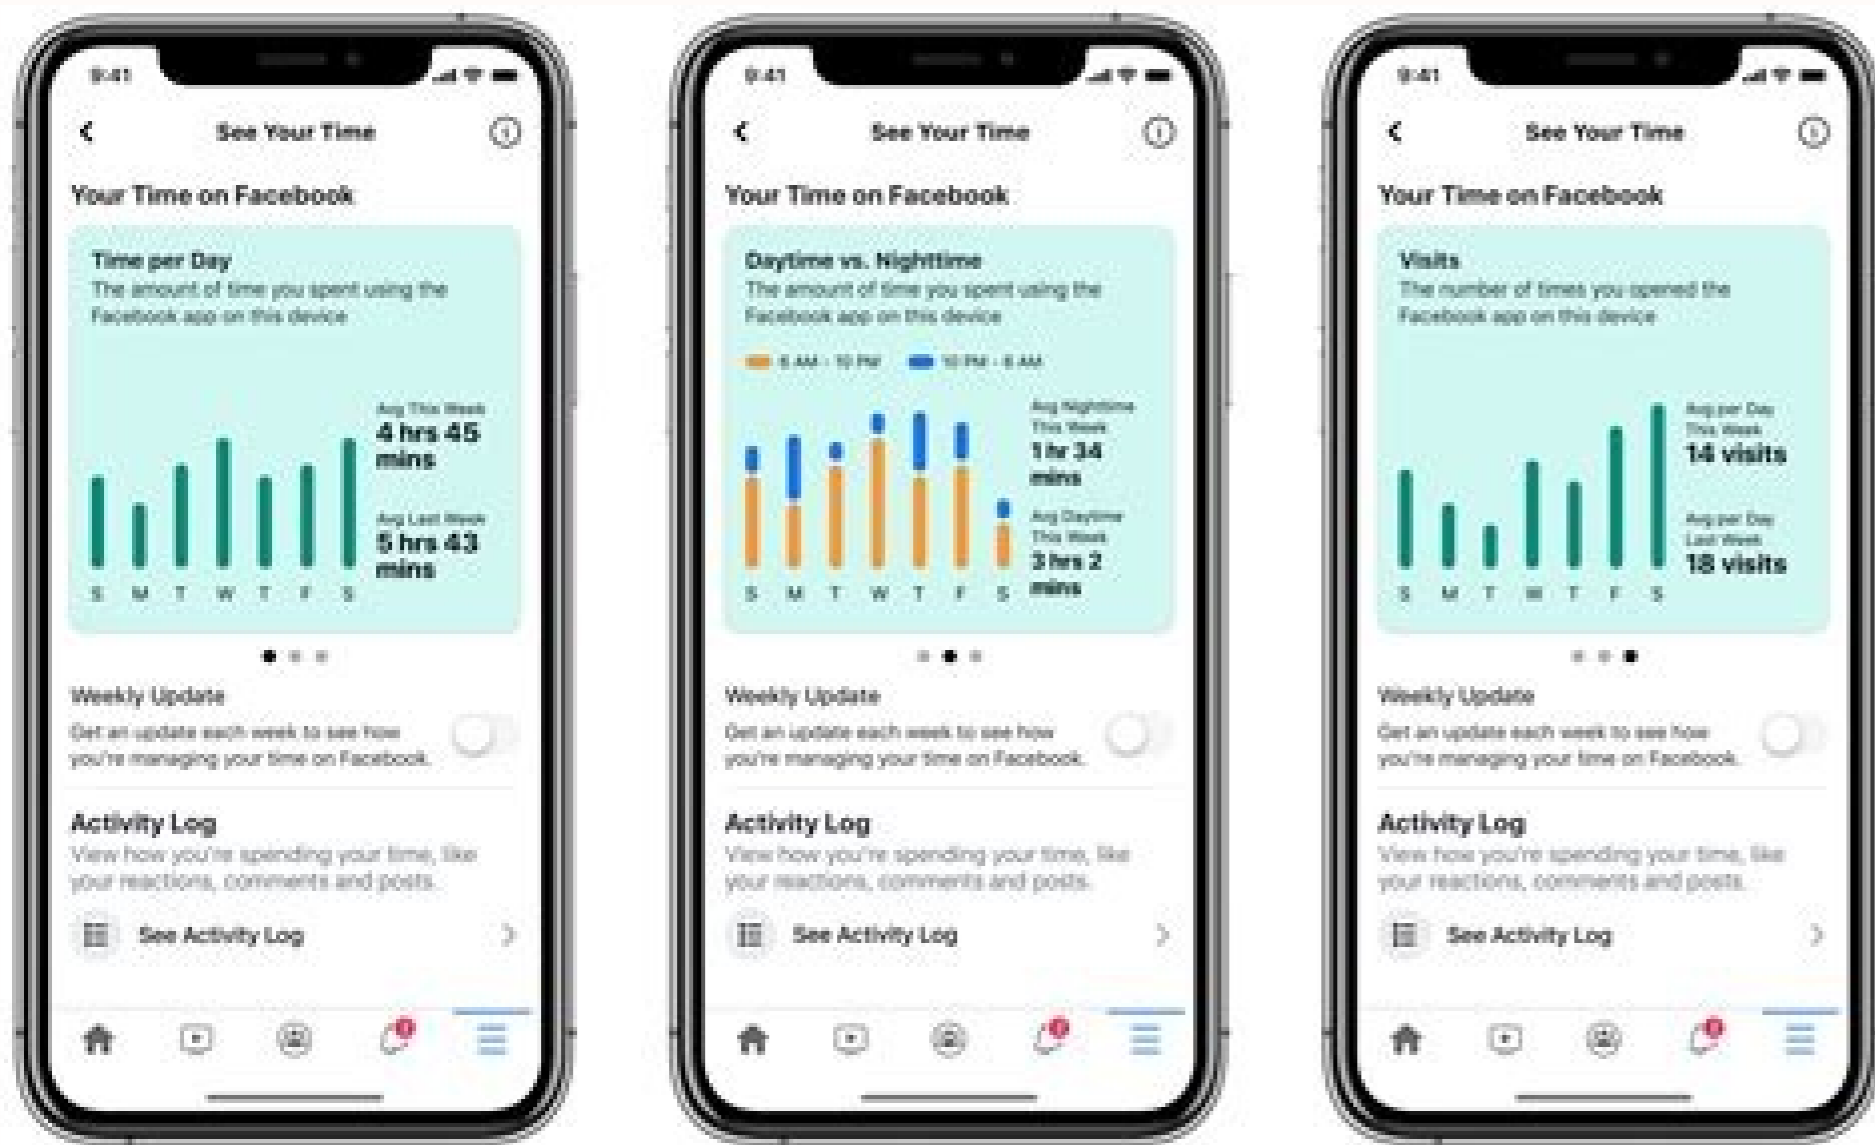 9:41
See Your Time
Your Time on Facebook
Time per Day
The amount of time you spent using the
Facebook app on this device
Avg This Week
4 hrs 45
mins
Avg Last Week
5 hrs 43
mins
S M T W T F S
Weekly Update
Get an update each week to see how
you're managing your time on Facebook.
Activity Log
View how you're spending your time, like
your reactions, comments and posts.
See Activity Log
9:41
See Your Time
Your Time on Facebook
Daytime vs. Nighttime
The amount of time you spent using the
Facebook app on this device
6 AM - 10 PM 10 PM - 6 AM
Avg Nighttime
This Week
1 hr 34
mins
Avg Daytime
This Week
3 hrs 2
mins
S M T W T F S
Weekly Update
Get an update each week to see how
you're managing your time on Facebook.
Activity Log
View how you're spending your time, like
your reactions, comments and posts.
See Activity Log
9:41
See Your Time
Your Time on Facebook
Visits
The number of times you opened the
Facebook app on this device
Avg per Day
This Week
14 visits
Avg per Day
Last Week
18 visits
S M T W T F S
Weekly Update
Get an update each week to see how
you're managing your time on Facebook.
Activity Log
View how you're spending your time, like
your reactions, comments and posts.
See Activity Log